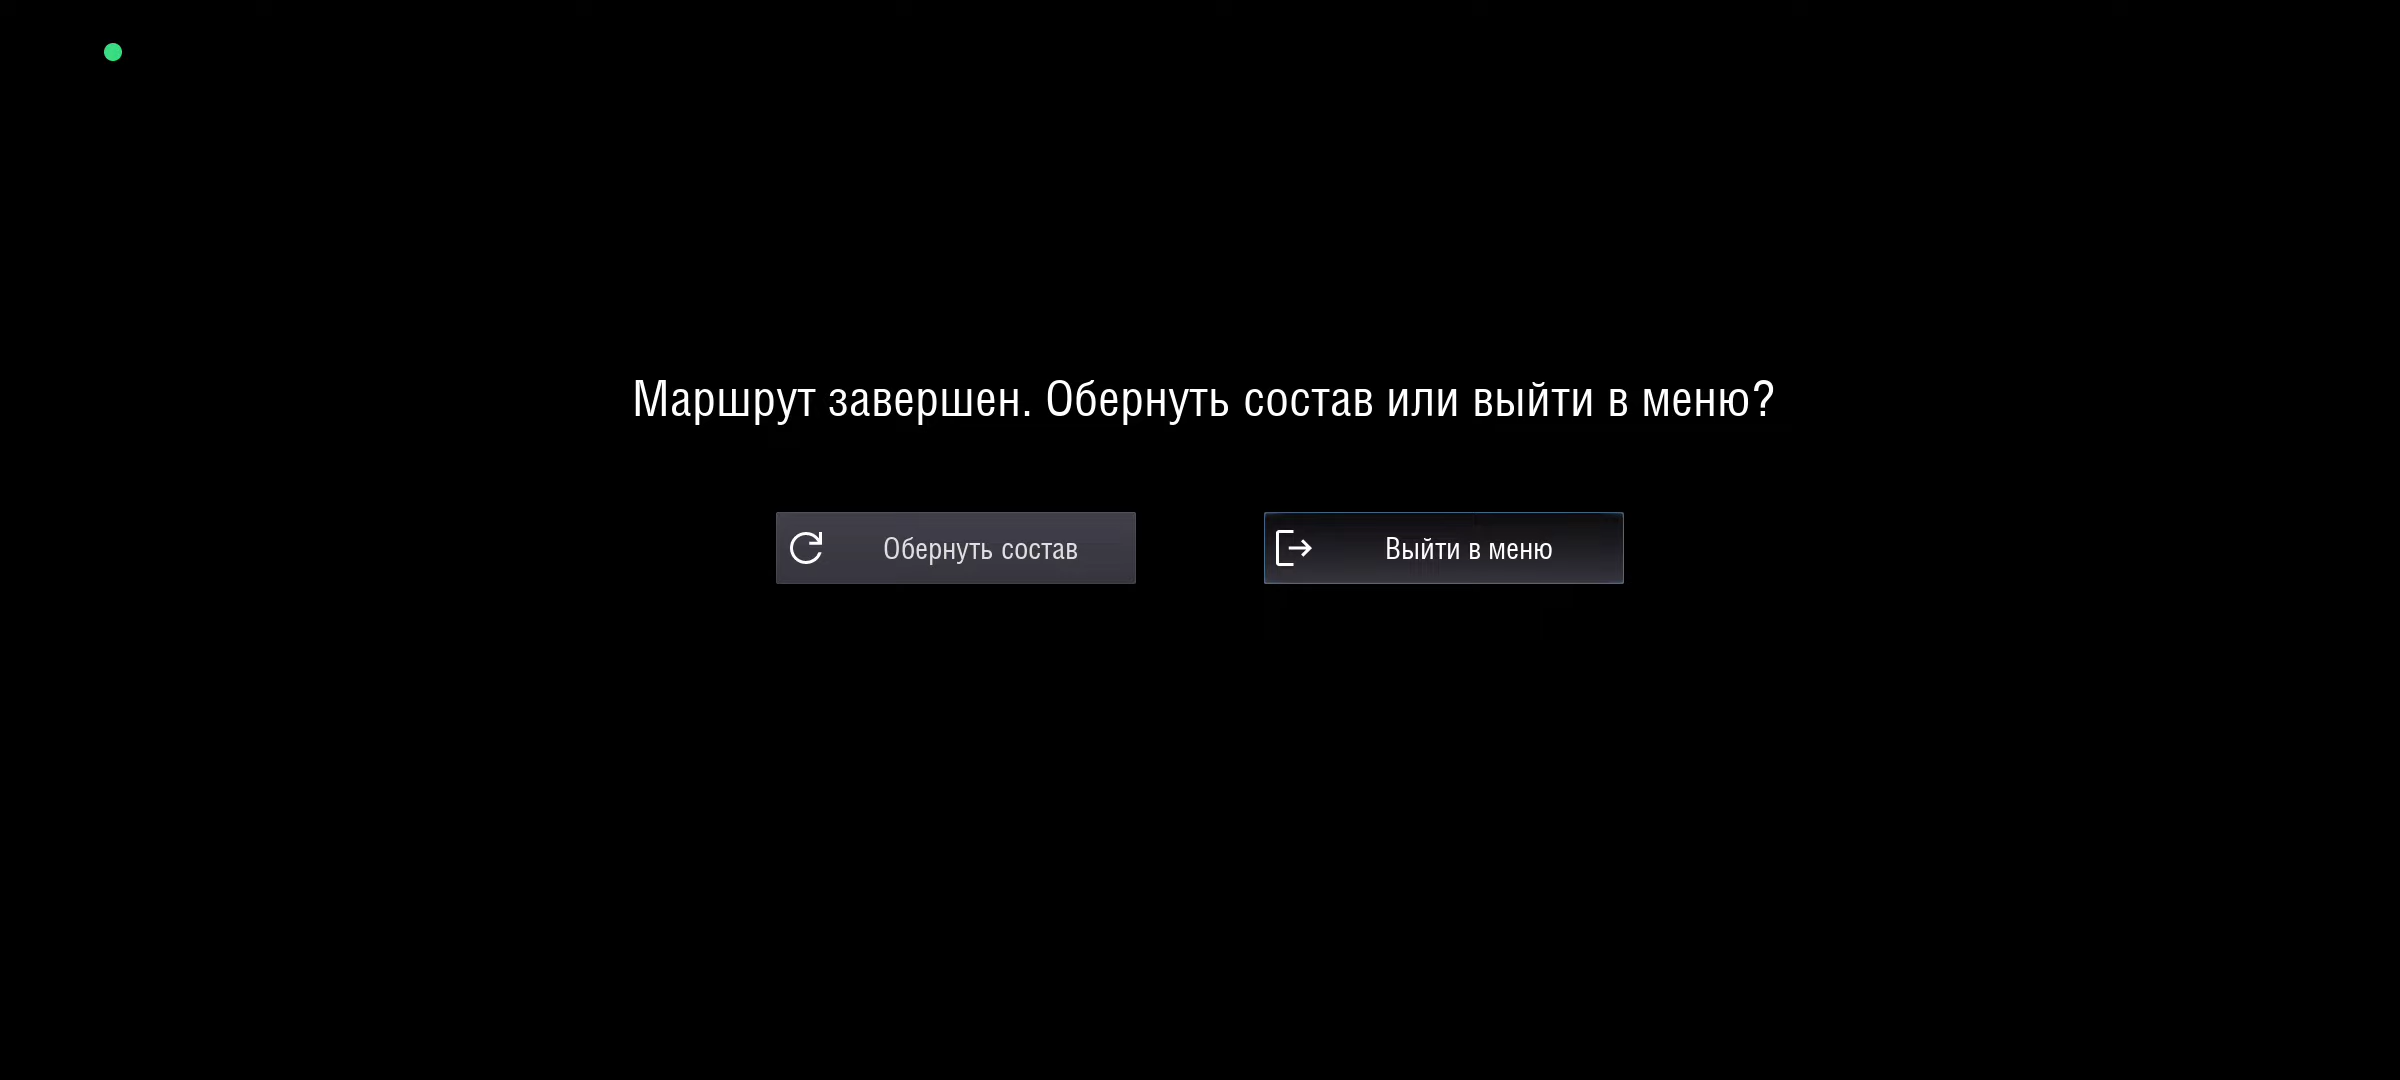 Маршрут завершен. Обернуть состав или выйти в меню?
Обернуть состав
Выйти в меню